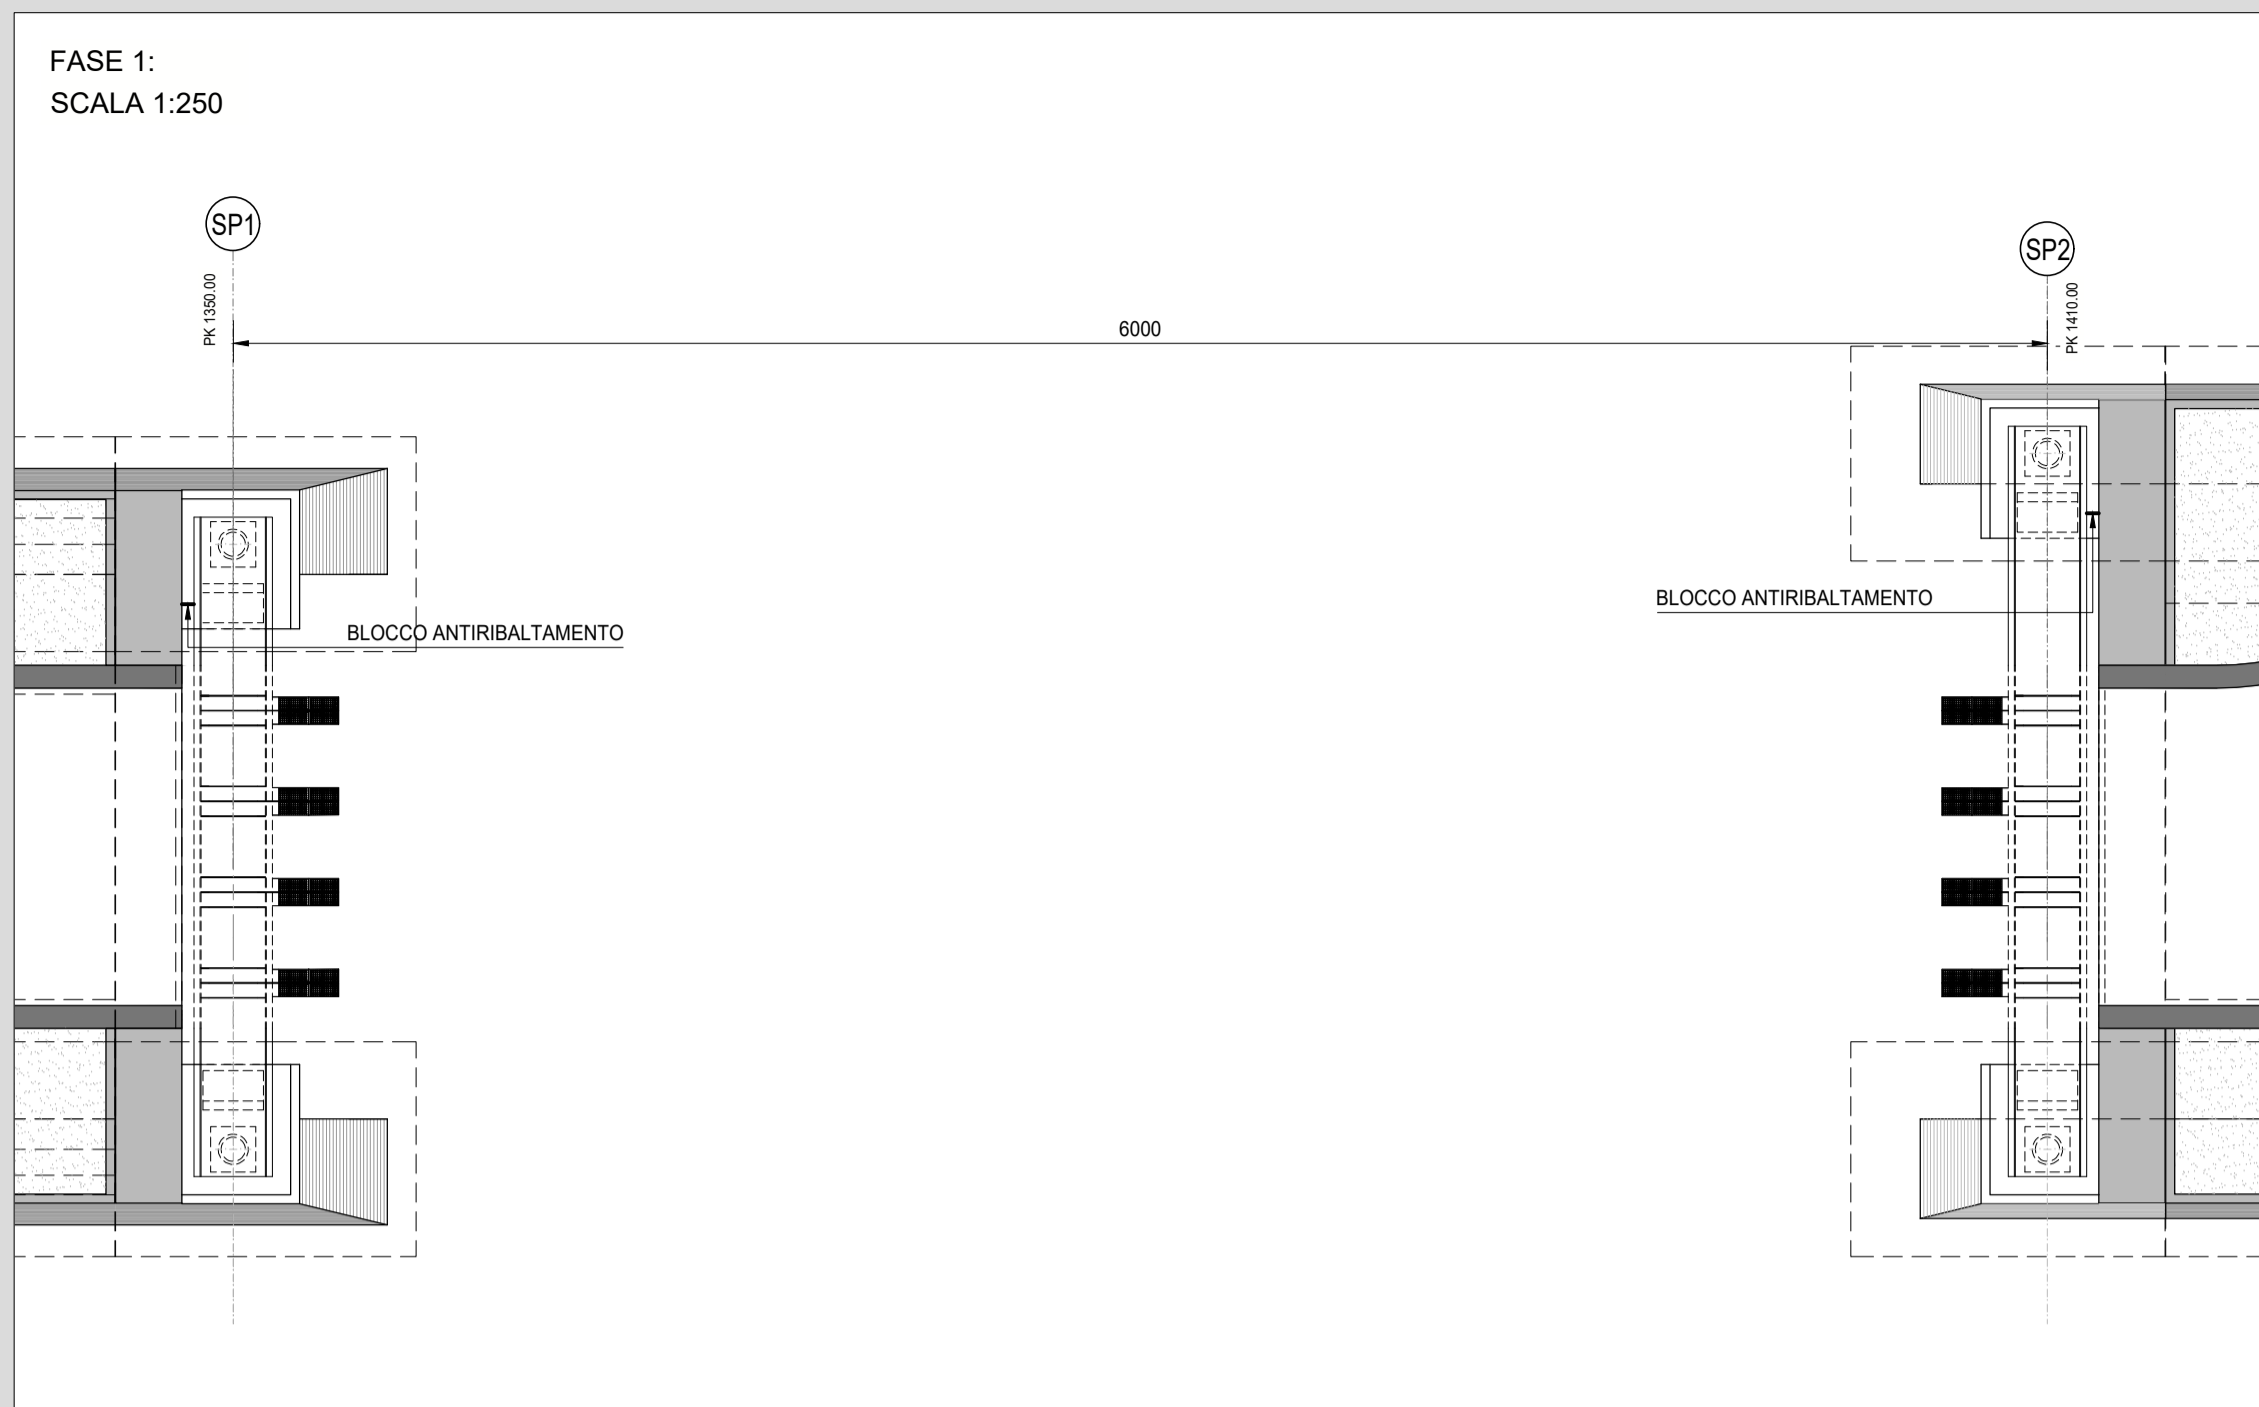 FASE 1:
SCALA 1:250
SP1
SP2
PK 1350.00
PK 1410.00
6000
BLOCCO ANTIRIBALTAMENTO
BLOCCO ANTIRIBALTAMENTO